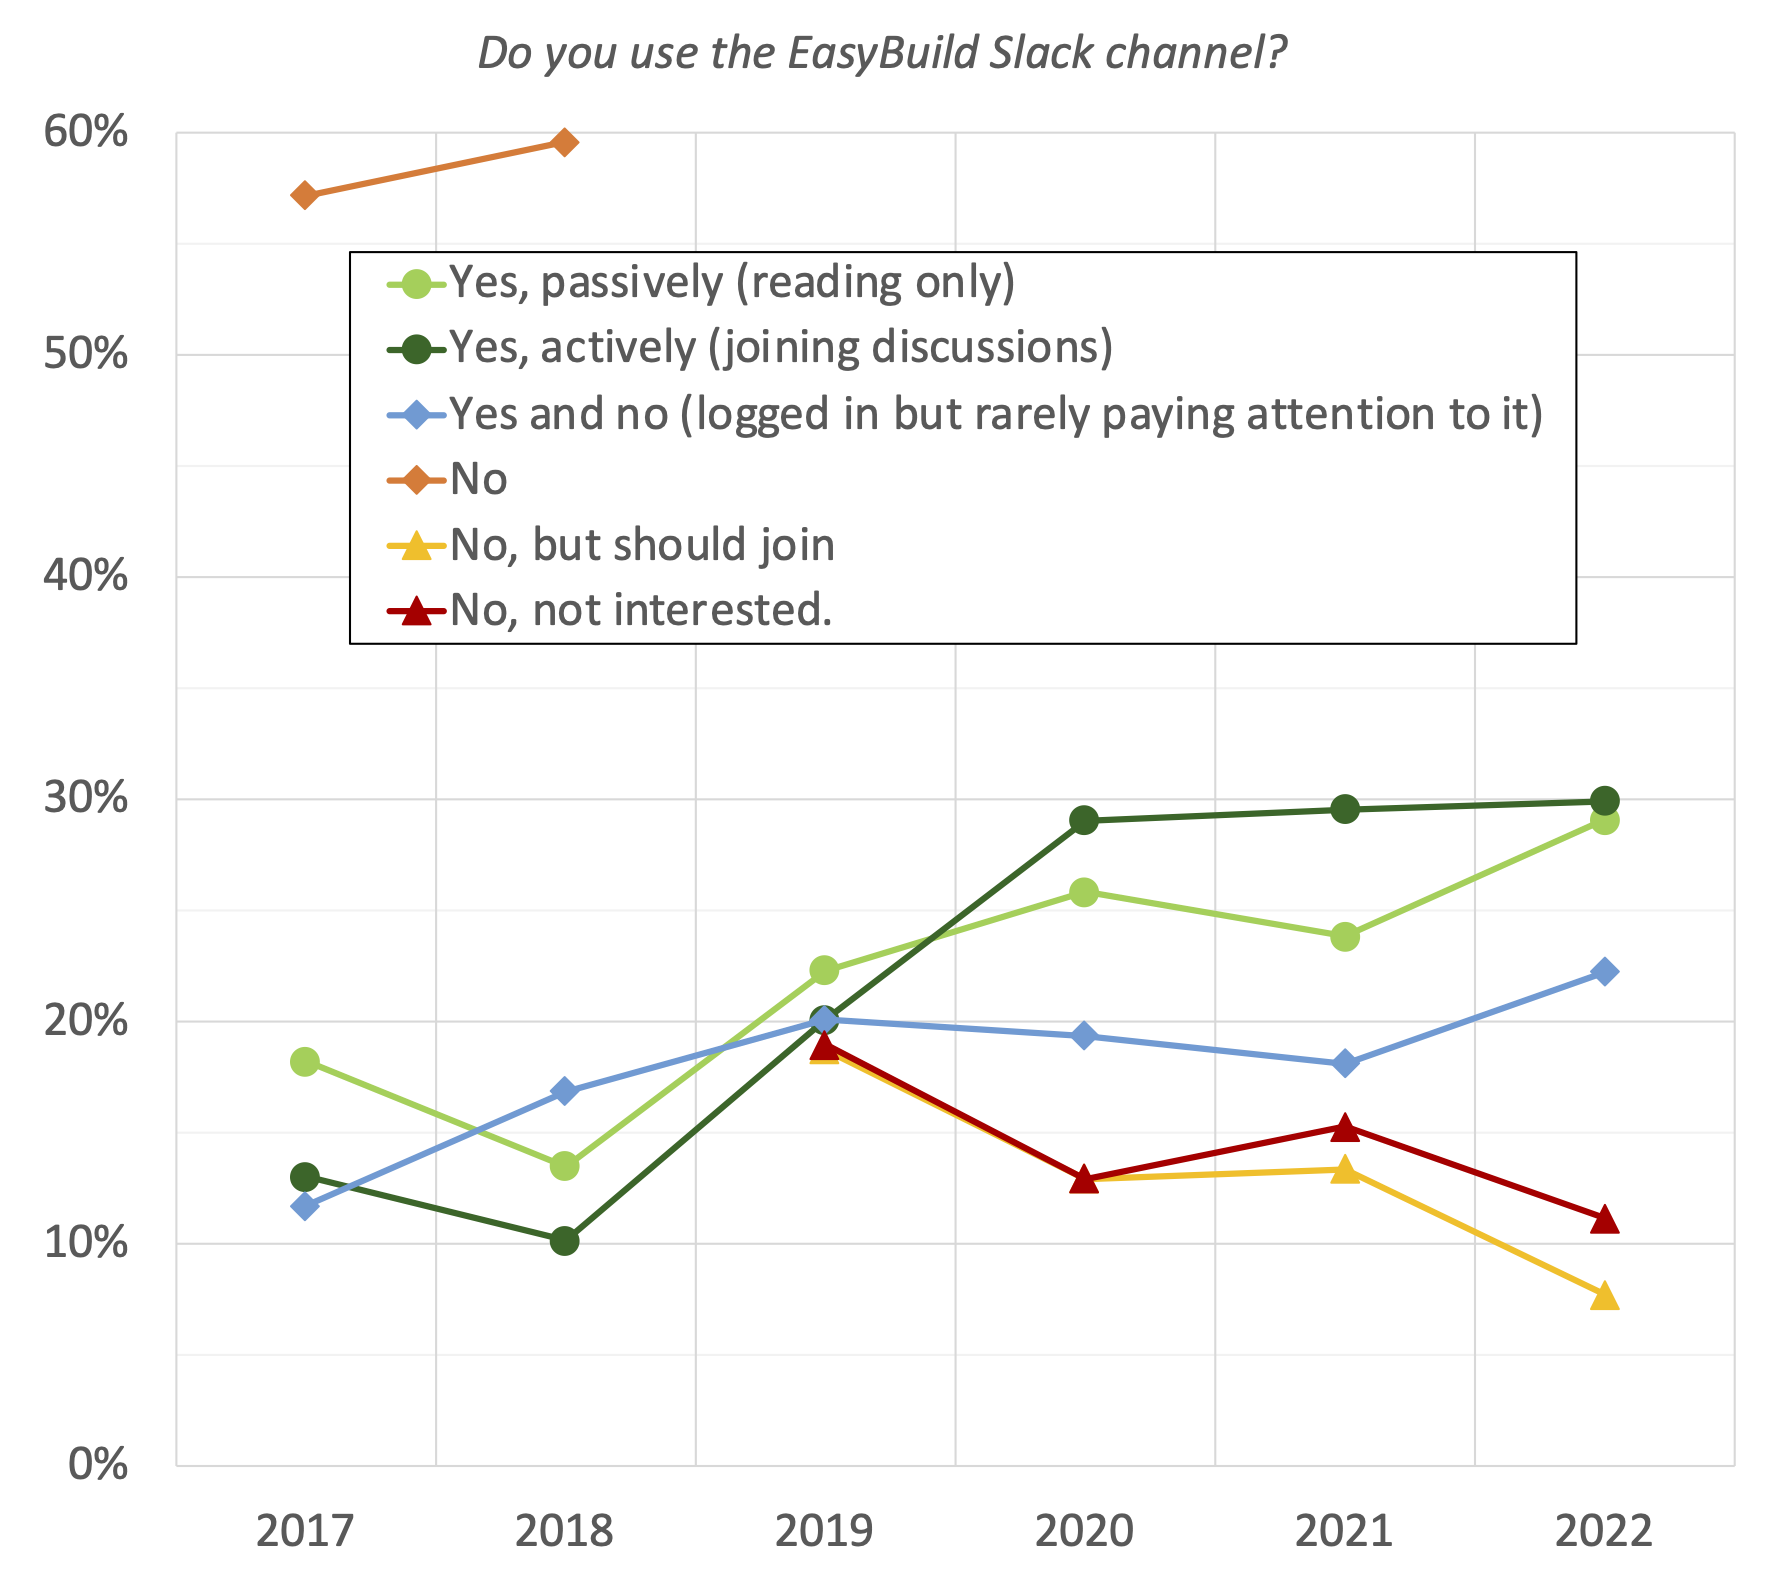 Do you use the EasyBuild Slack channel?
60%
50%
40%
30%
20%
10%
0%
Yes, passively (reading only)
Yes, actively (joining discussions)
Yes and no (logged in but rarely paying attention to it)
No
No, but should join
No, not interested.
2017 2018 2019 2020 2021 2022